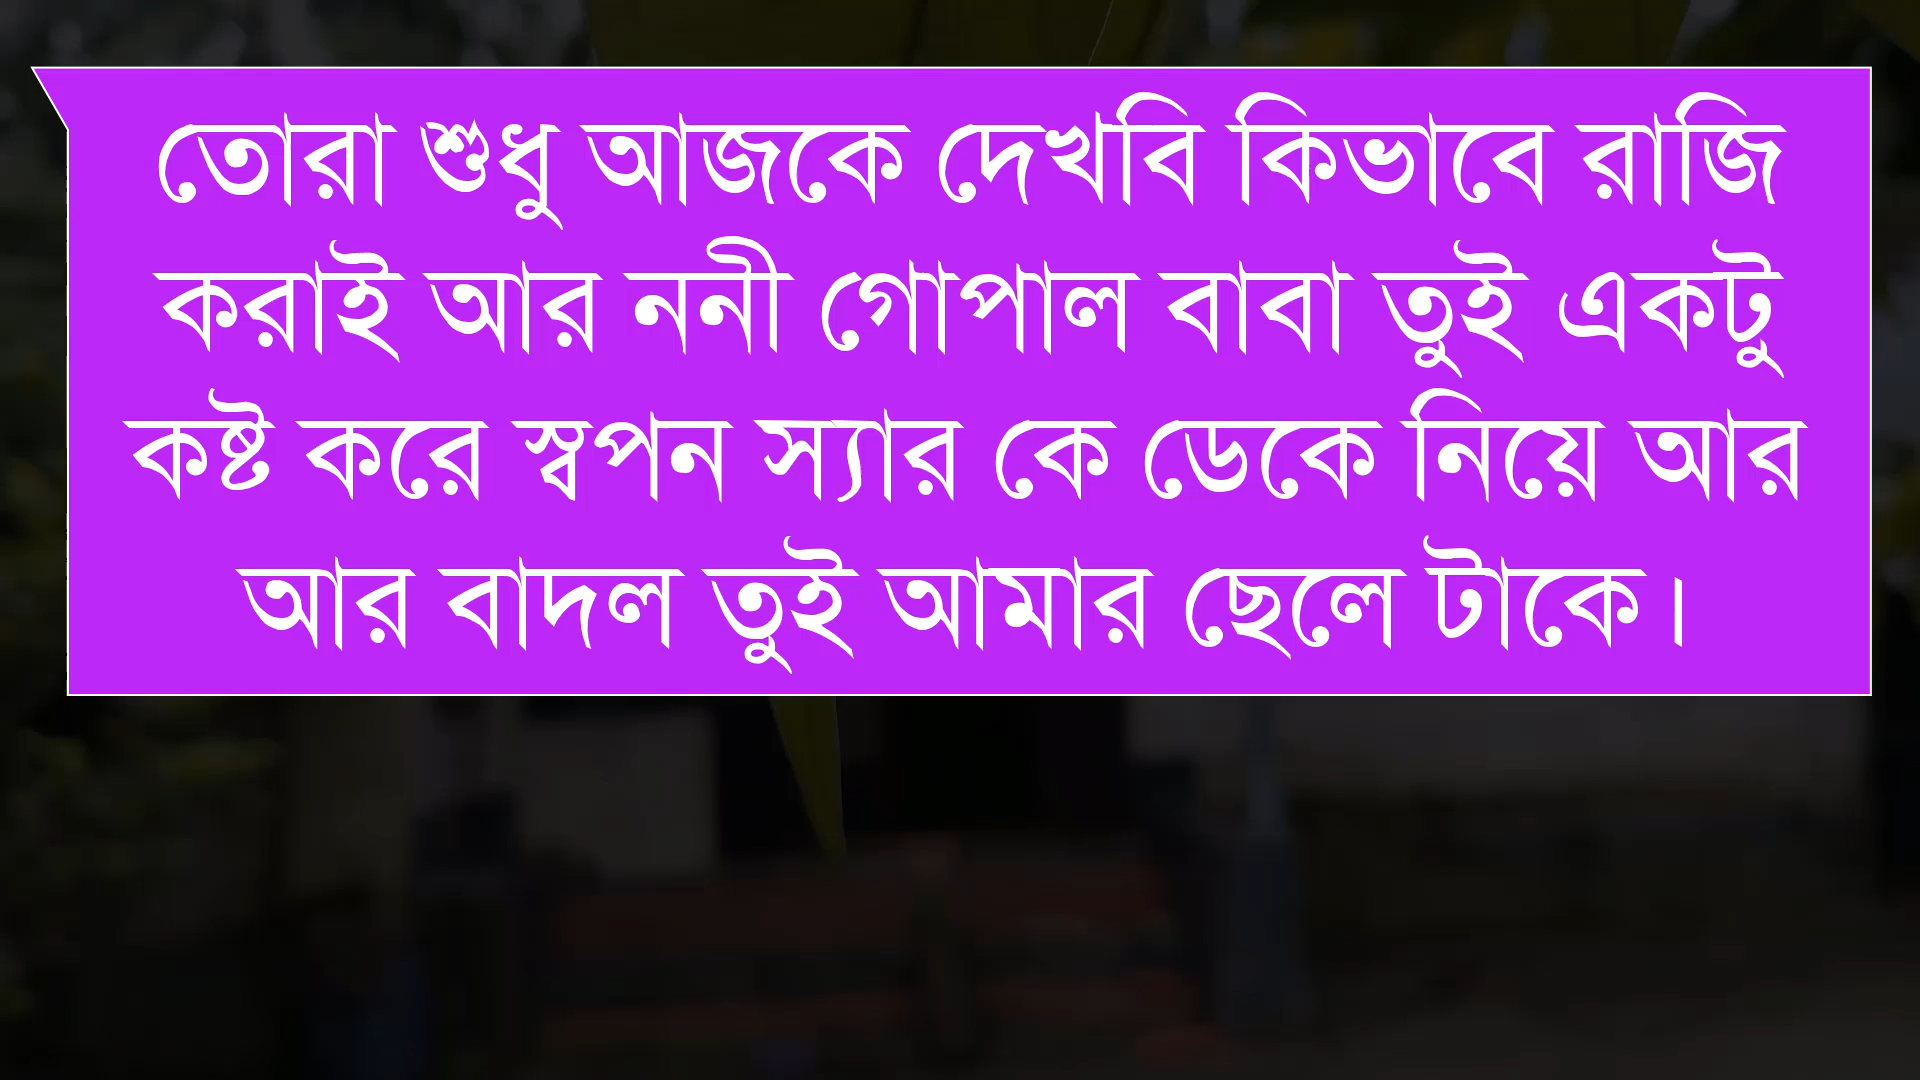 তোরা শুধু আজকে দেখবি কিভাবে রাজি
করাই আর ননী গোপাল বাবা তুই একটু
কষ্ট করে স্বপন স্যার কে ডেকে নিয়ে আর
আর বাদল তুই আমার ছেলে টাকে।